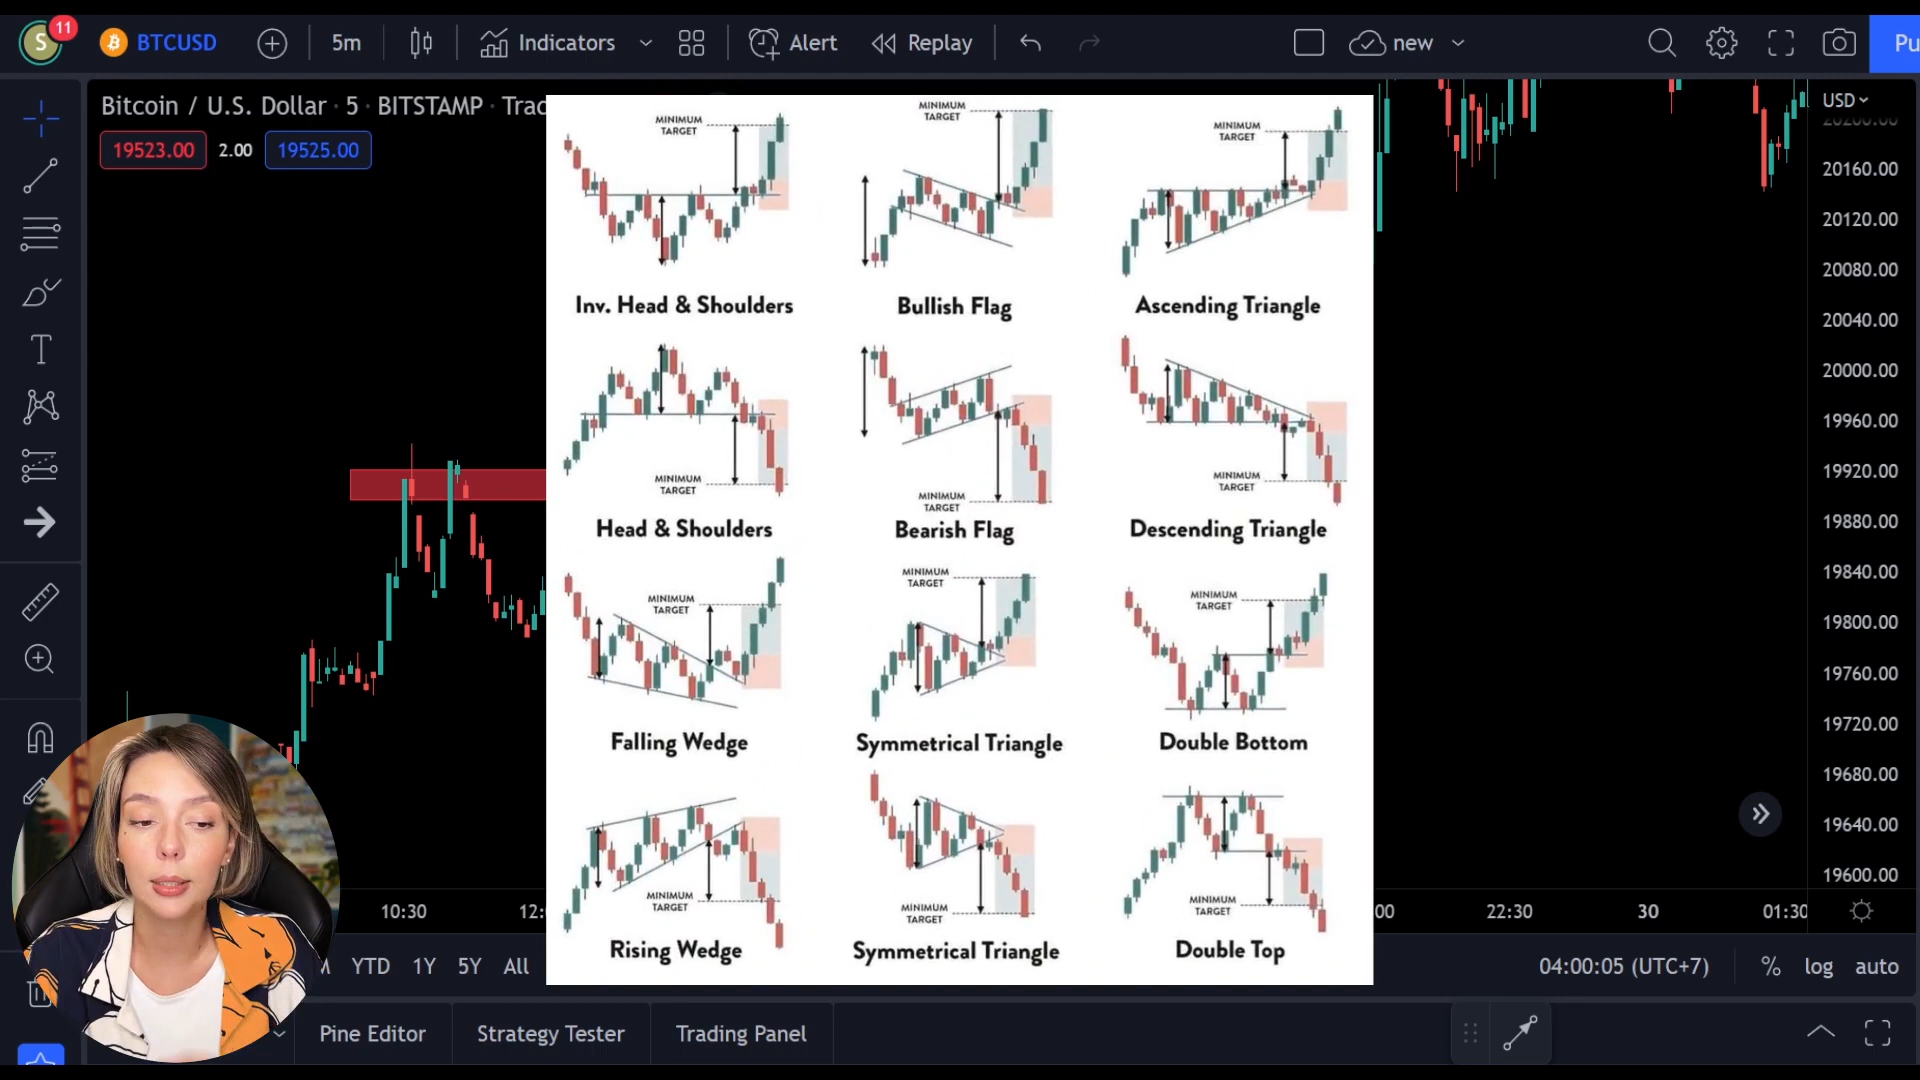 S
11
BTCUSD
5m
Indicators
Alert
Replay
new
Pu
Bitcoin / U.S. Dollar · 5 · BITSTAMP · Trad
19523.00
2.00
19525.00
USD
20200.00
20160.00
20120.00
20080.00
20040.00
20000.00
19960.00
19920.00
19880.00
19840.00
19800.00
19760.00
19720.00
19680.00
19640.00
19600.00
MINIMUM
TARGET
MINIMUM
TARGET
MINIMUM
TARGET
Inv. Head & Shoulders
Bullish Flag
Ascending Triangle
MINIMUM
TARGET
MINIMUM
TARGET
MINIMUM
TARGET
Head & Shoulders
Bearish Flag
Descending Triangle
MINIMUM
TARGET
MINIMUM
TARGET
MINIMUM
TARGET
Falling Wedge
Symmetrical Triangle
Double Bottom
MINIMUM
TARGET
MINIMUM
TARGET
MINIMUM
TARGET
Rising Wedge
Symmetrical Triangle
Double Top
10:30
12:
00
22:30
30
01:30
YTD
1Y
5Y
All
04:00:05 (UTC+7)
%
log
auto
Pine Editor
Strategy Tester
Trading Panel